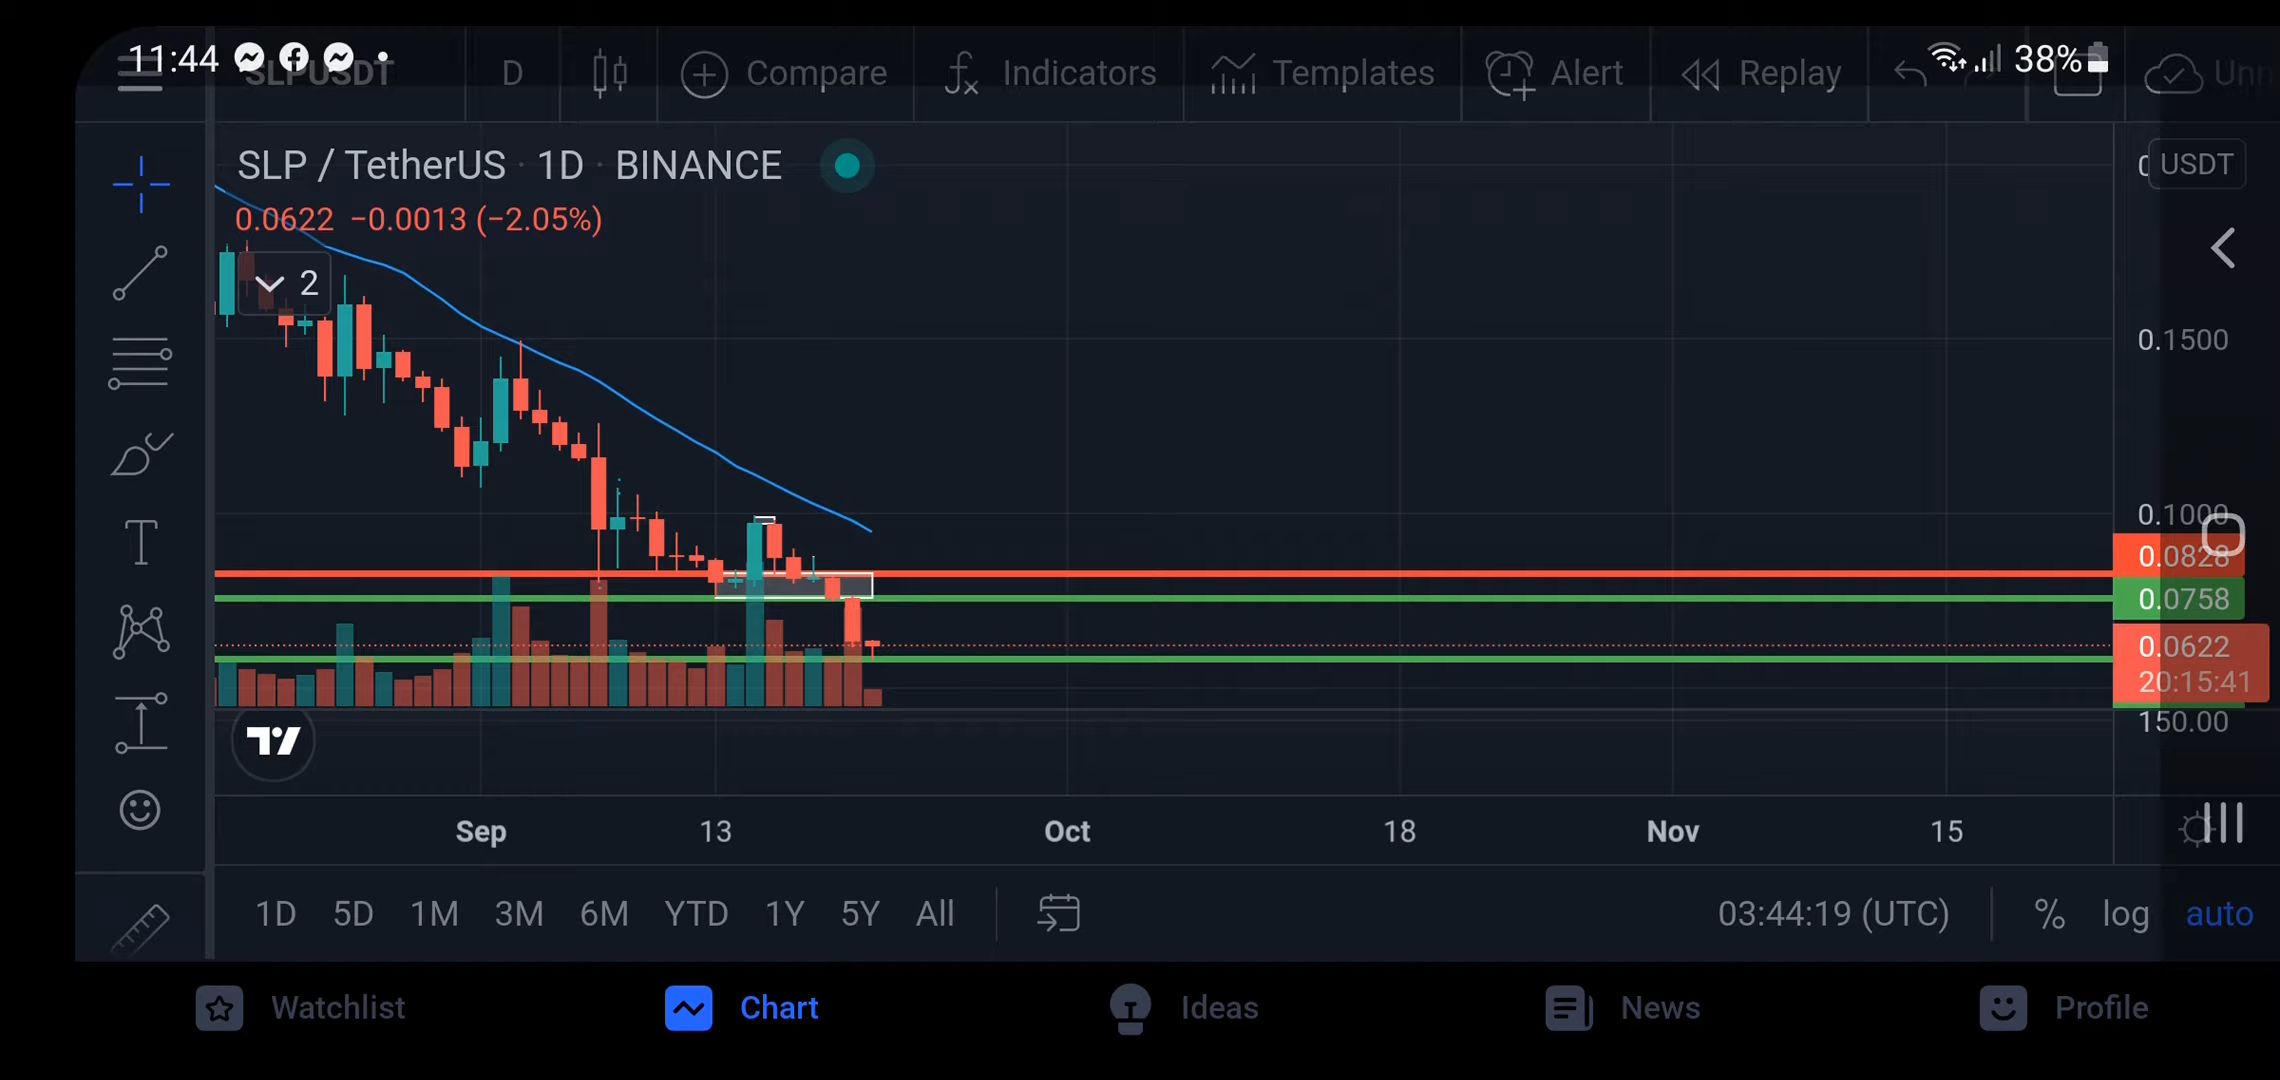 11:44 38%
SLPUSDT D Compare Indicators Templates Alert Replay
SLP / TetherUS · 1D · BINANCE
USDT
0.0622 −0.0013 (−2.05%)
2
0.1500
0.1000
0.0828
0.0758
0.0622
20:15:41
150.00
Sep 13 Oct 18 Nov 15
1D 5D 1M 3M 6M YTD 1Y 5Y All 03:44:19 (UTC) % log auto
Watchlist Chart Ideas News Profile